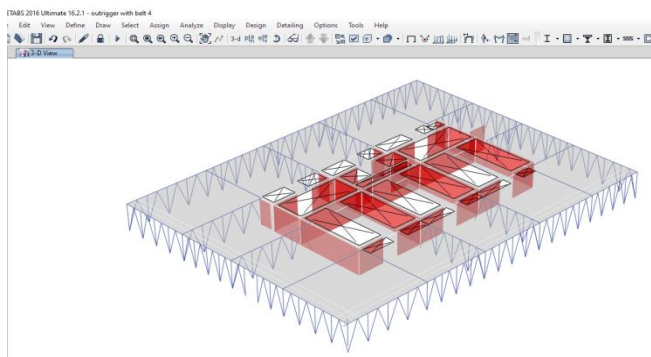 ETABS 2016 Ultimate 16.2.1 - outrigger with belt 4
Edit View Define Draw Select Assign Analyze Display Design Detailing Options Tools Help
3-d
3-D View